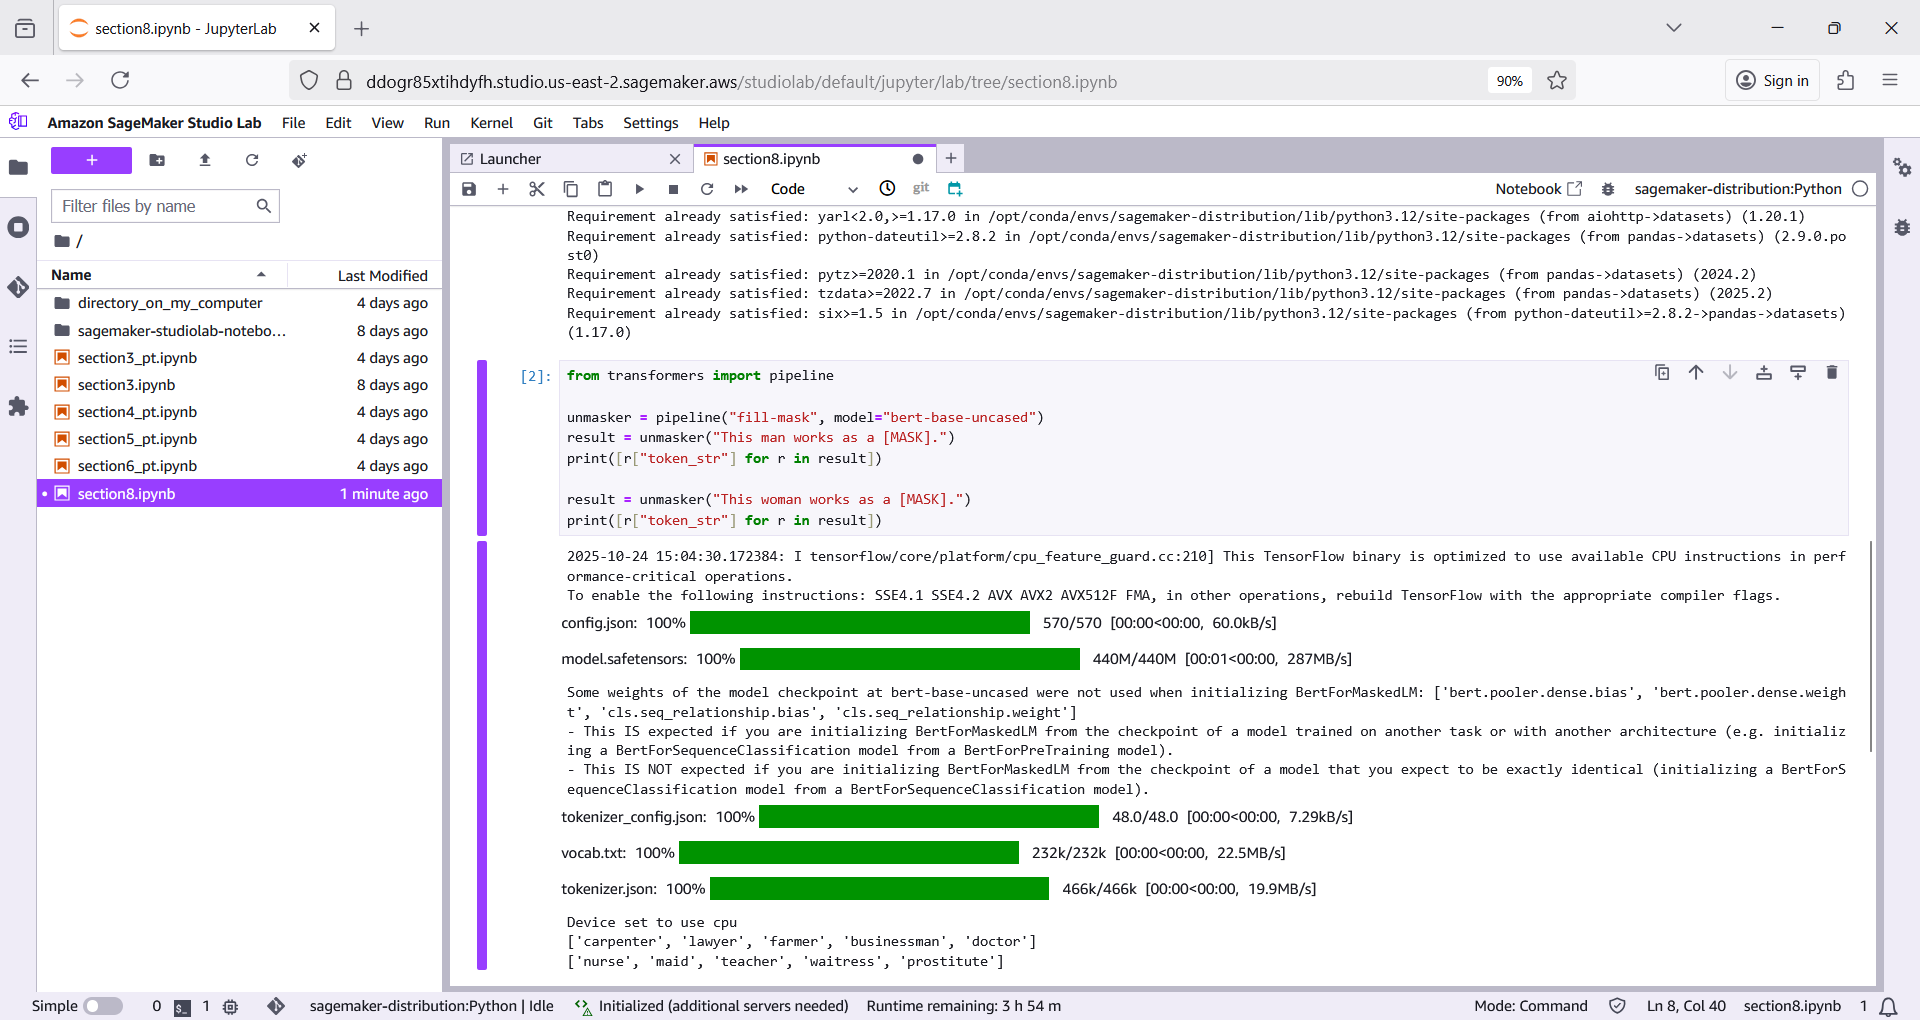 section8.ipynb - JupyterLab
ddogr85xtihdyfh.studio.us-east-2.sagemaker.aws/studiolab/default/jupyter/lab/tree/section8.ipynb
90%
Sign in
Amazon SageMaker Studio Lab File Edit View Run Kernel Git Tabs Settings Help
Filter files by name
/
Name Last Modified
directory_on_my_computer 4 days ago
sagemaker-studiolab-notebo... 8 days ago
section3_pt.ipynb 4 days ago
section3.ipynb 8 days ago
section4_pt.ipynb 4 days ago
section5_pt.ipynb 4 days ago
section6_pt.ipynb 4 days ago
section8.ipynb 1 minute ago
Launcher
section8.ipynb
Code
git
Notebook
sagemaker-distribution:Python
Requirement already satisfied: yarl<2.0,>=1.17.0 in /opt/conda/envs/sagemaker-distribution/lib/python3.12/site-packages (from aiohttp->datasets) (1.20.1)
Requirement already satisfied: python-dateutil>=2.8.2 in /opt/conda/envs/sagemaker-distribution/lib/python3.12/site-packages (from pandas->datasets) (2.9.0.po
st0)
Requirement already satisfied: pytz>=2020.1 in /opt/conda/envs/sagemaker-distribution/lib/python3.12/site-packages (from pandas->datasets) (2024.2)
Requirement already satisfied: tzdata>=2022.7 in /opt/conda/envs/sagemaker-distribution/lib/python3.12/site-packages (from pandas->datasets) (2025.2)
Requirement already satisfied: six>=1.5 in /opt/conda/envs/sagemaker-distribution/lib/python3.12/site-packages (from python-dateutil>=2.8.2->pandas->datasets)
(1.17.0)
[2]: from transformers import pipeline
unmasker = pipeline("fill-mask", model="bert-base-uncased")
result = unmasker("This man works as a [MASK].")
print([r["token_str"] for r in result])
result = unmasker("This woman works as a [MASK].")
print([r["token_str"] for r in result])
2025-10-24 15:04:30.172384: I tensorflow/core/platform/cpu_feature_guard.cc:210] This TensorFlow binary is optimized to use available CPU instructions in perf
ormance-critical operations.
To enable the following instructions: SSE4.1 SSE4.2 AVX AVX2 AVX512F FMA, in other operations, rebuild TensorFlow with the appropriate compiler flags.
config.json: 100% 570/570 [00:00<00:00, 60.0kB/s]
model.safetensors: 100% 440M/440M [00:01<00:00, 287MB/s]
Some weights of the model checkpoint at bert-base-uncased were not used when initializing BertForMaskedLM: ['bert.pooler.dense.bias', 'bert.pooler.dense.weigh
t', 'cls.seq_relationship.bias', 'cls.seq_relationship.weight']
- This IS expected if you are initializing BertForMaskedLM from the checkpoint of a model trained on another task or with another architecture (e.g. initializ
ing a BertForSequenceClassification model from a BertForPreTraining model).
- This IS NOT expected if you are initializing BertForMaskedLM from the checkpoint of a model that you expect to be exactly identical (initializing a BertForS
equenceClassification model from a BertForSequenceClassification model).
tokenizer_config.json: 100% 48.0/48.0 [00:00<00:00, 7.29kB/s]
vocab.txt: 100% 232k/232k [00:00<00:00, 22.5MB/s]
tokenizer.json: 100% 466k/466k [00:00<00:00, 19.9MB/s]
Device set to use cpu
['carpenter', 'lawyer', 'farmer', 'businessman', 'doctor']
['nurse', 'maid', 'teacher', 'waitress', 'prostitute']
Simple 0 1 sagemaker-distribution:Python | Idle Initialized (additional servers needed) Runtime remaining: 3 h 54 m Mode: Command Ln 8, Col 40 section8.ipynb 1